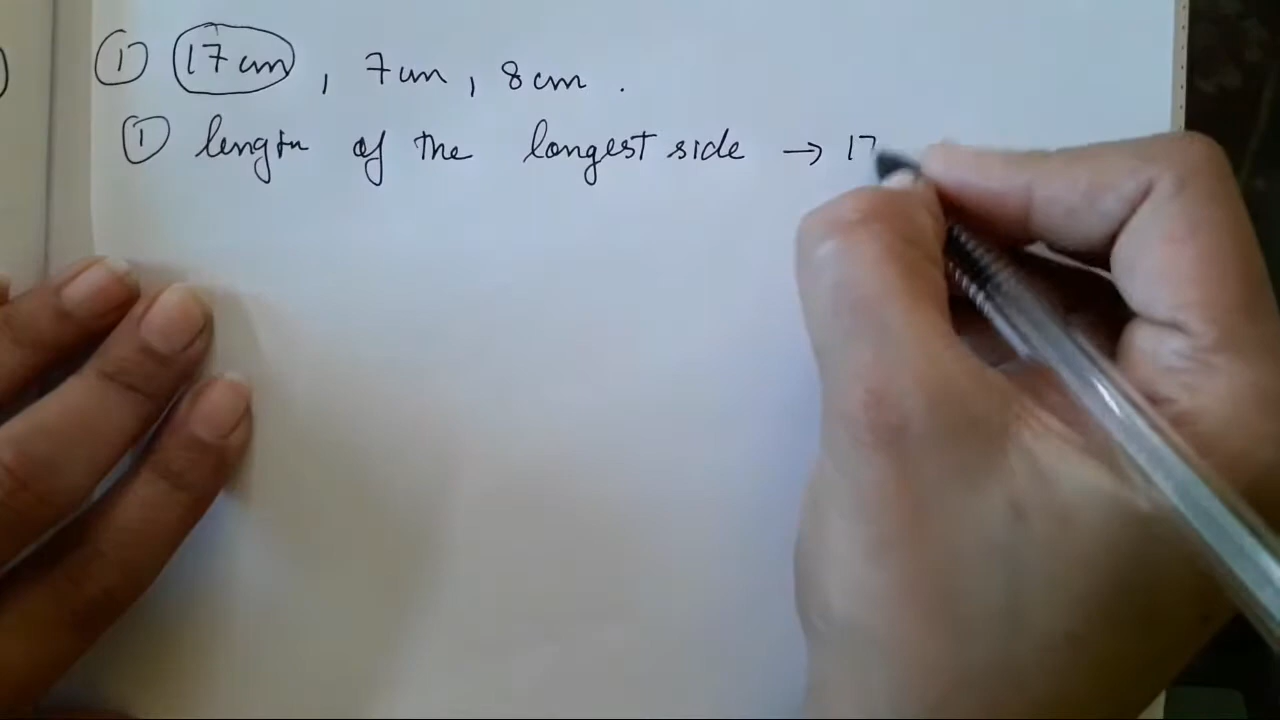 ① 17 cm , 7 cm , 8 cm .
① length of the longest side → 17